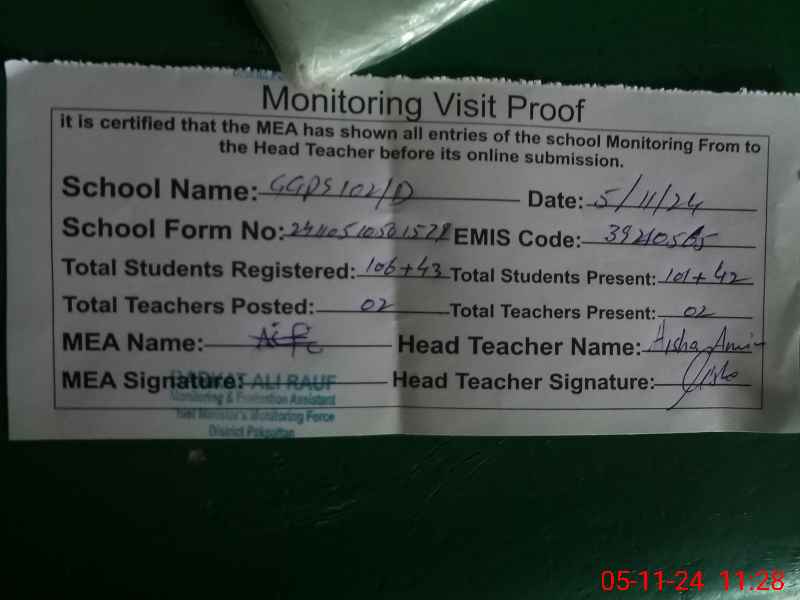 Monitoring Visit Proof
it is certified that the MEA has shown all entries of the school Monitoring From to
the Head Teacher before its online submission.
School Name: GGPS 102/D Date: 5/11/24
School Form No: EMIS Code:
Total Students Registered: 106+43 Total Students Present: 101+42
Total Teachers Posted: 02 Total Teachers Present: 02
MEA Name: Head Teacher Name: Aisha Amin
MEA Signature: Head Teacher Signature: Aisha
ALI RAUF
Monitoring & Evaluation Assistant
Chief Minister's Monitoring Force
District Pakpattan
05-11-24 11:28